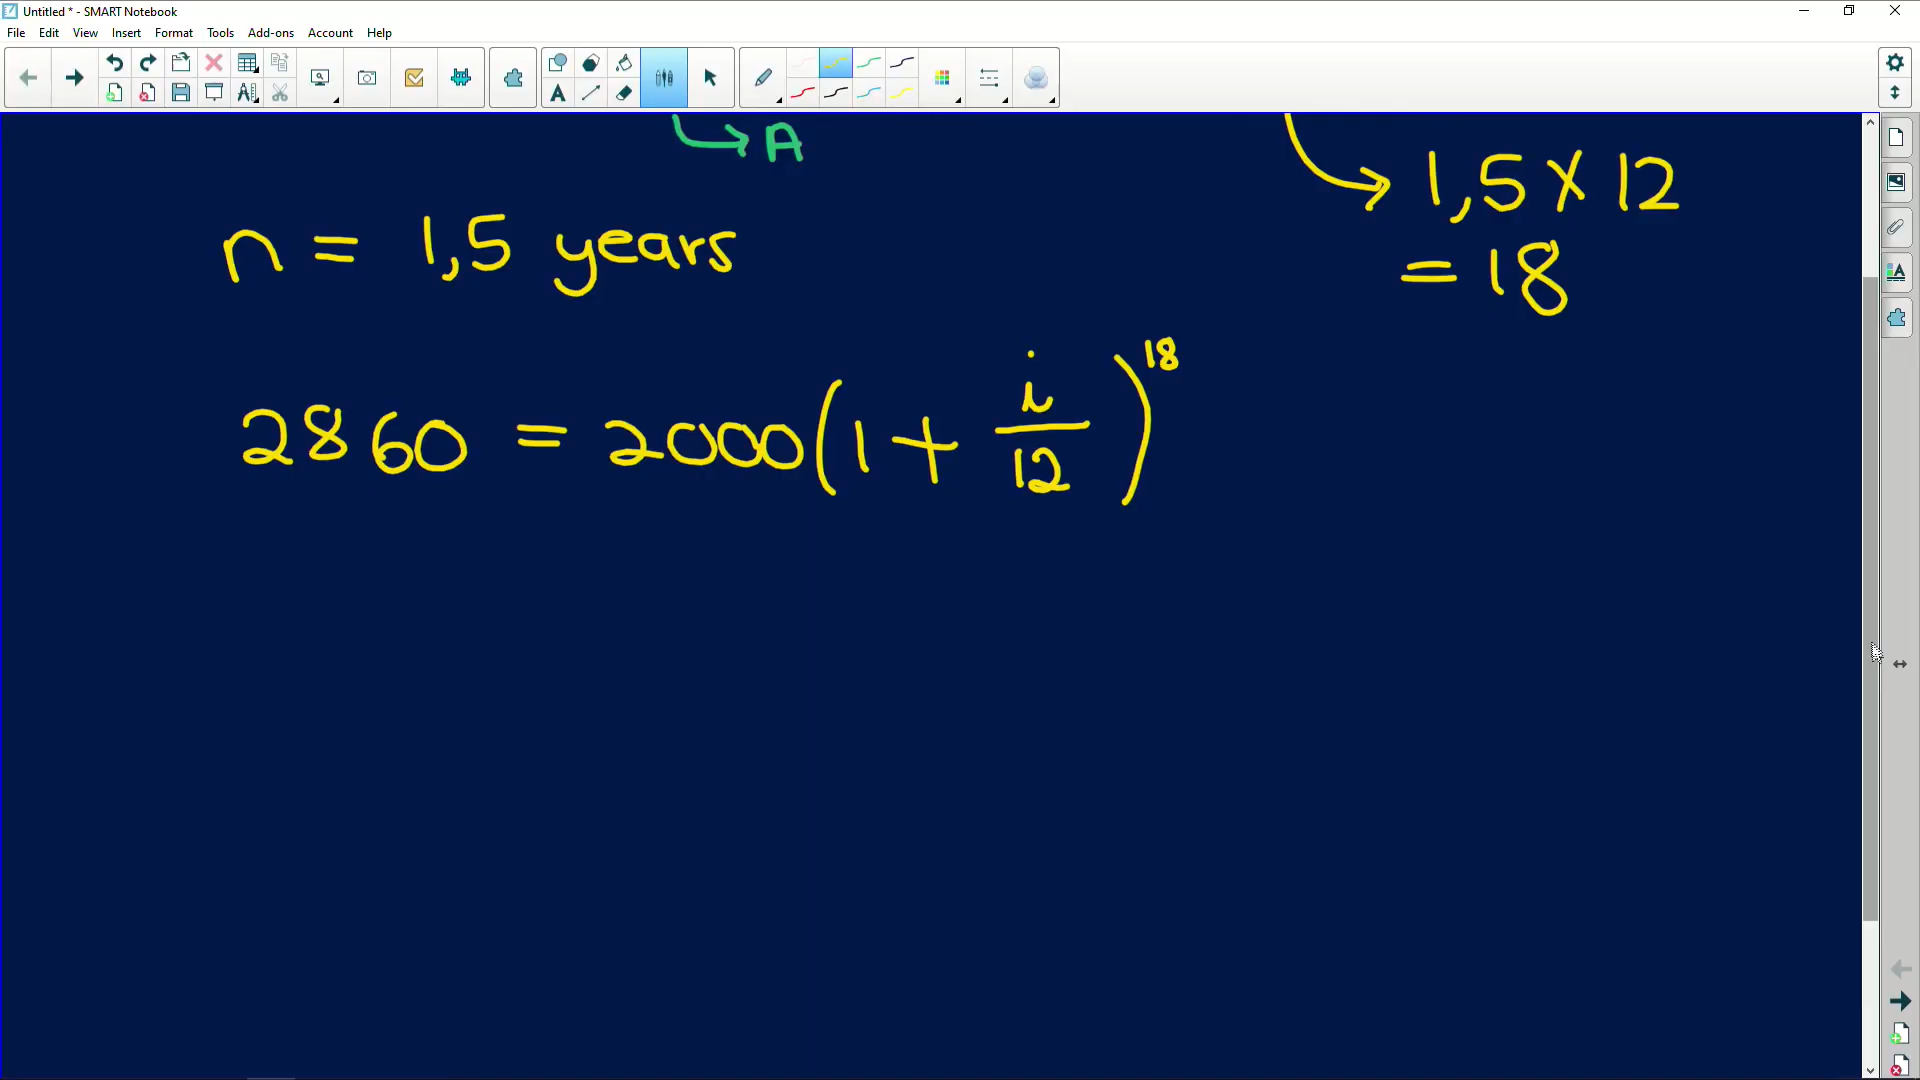 Untitled * - SMART Notebook
File Edit View Insert Format Tools Add-ons Account Help
A
1,5 × 12
n = 1,5 years
= 18
2860 = 2000(1 + i/12)^18